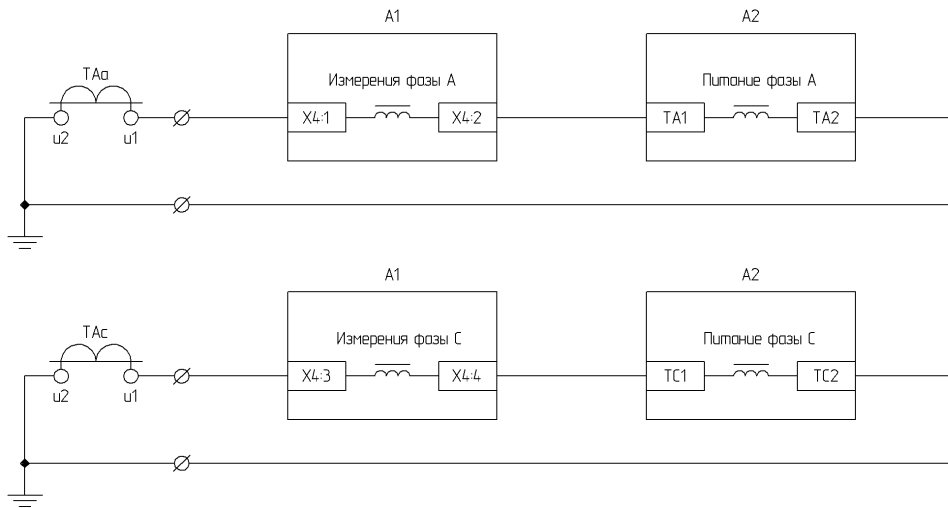 A1
A2
TAa
Измерения фазы А
Питание фазы А
X4:1
X4:2
TA1
TA2
u2
u1
A1
A2
TAc
Измерения фазы С
Питание фазы С
X4:3
X4:4
TC1
TC2
u2
u1